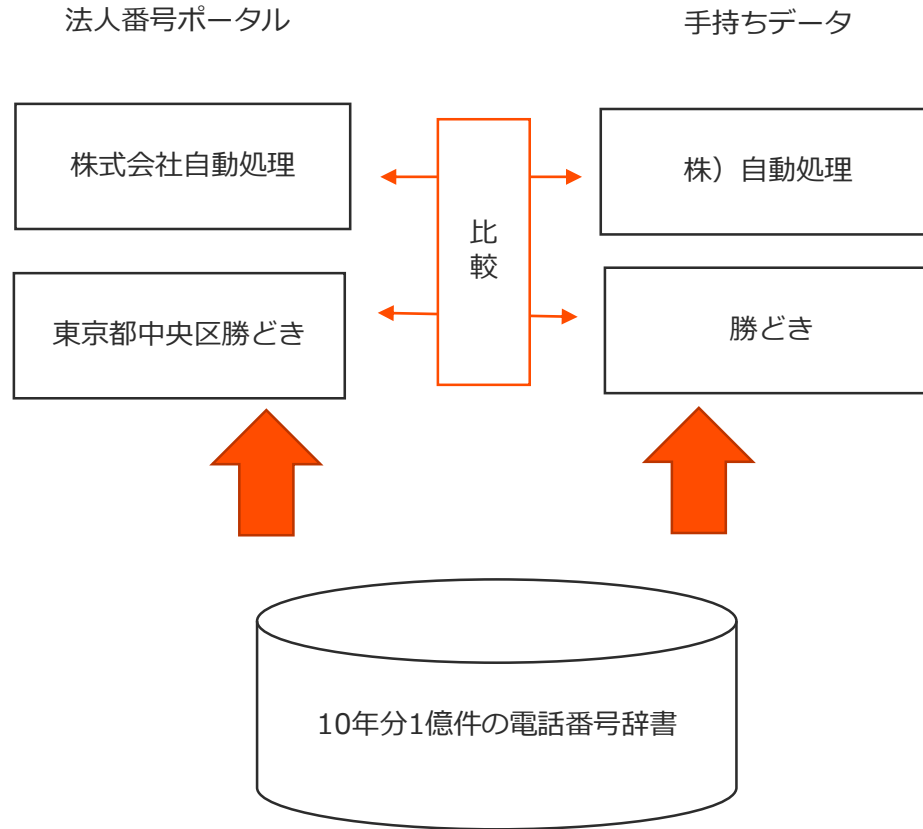 法人番号ポータル
手持ちデータ
株式会社自動処理
株）自動処理
比
較
東京都中央区勝どき
勝どき
10年分1億件の電話番号辞書